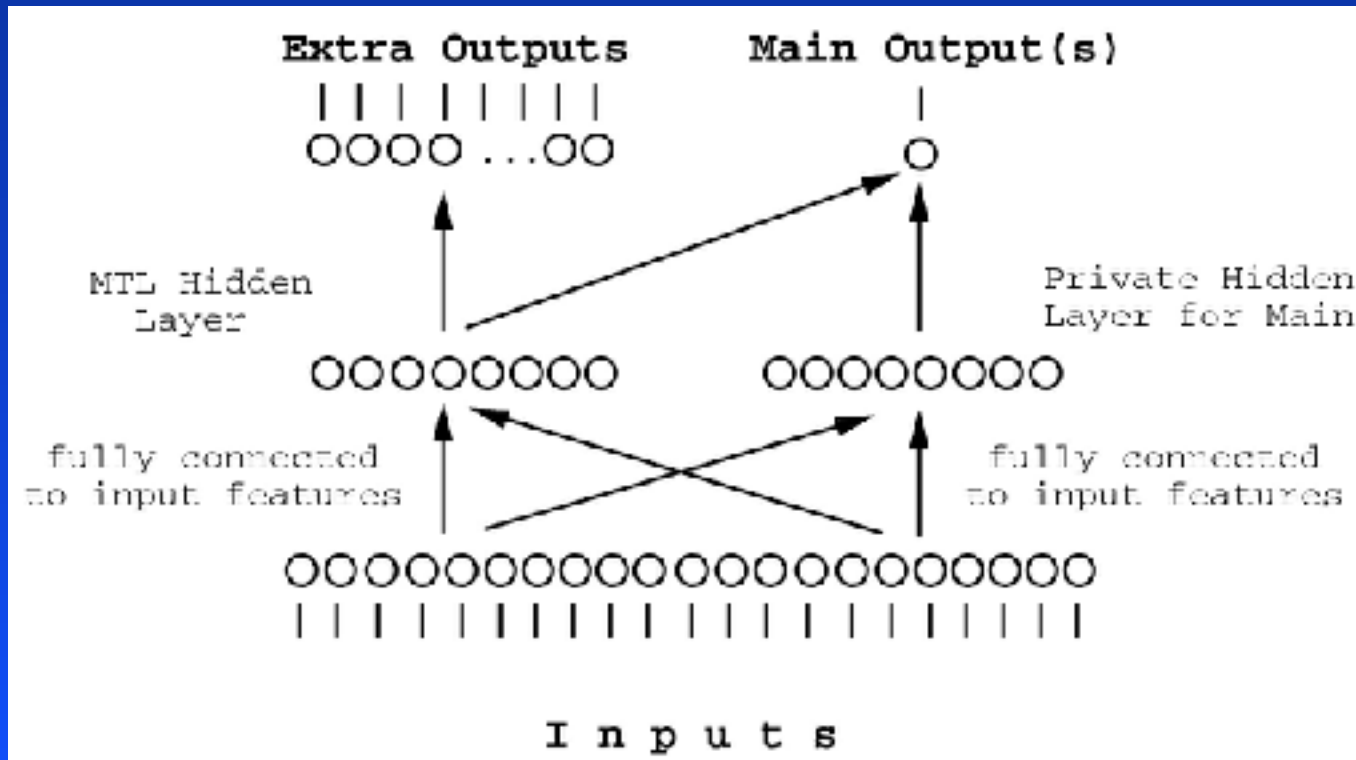 Extra Outputs
Main Output(s)
...
MTL Hidden
Layer
Private Hidden
Layer for Main
fully connected
to input features
fully connected
to input features
Inputs